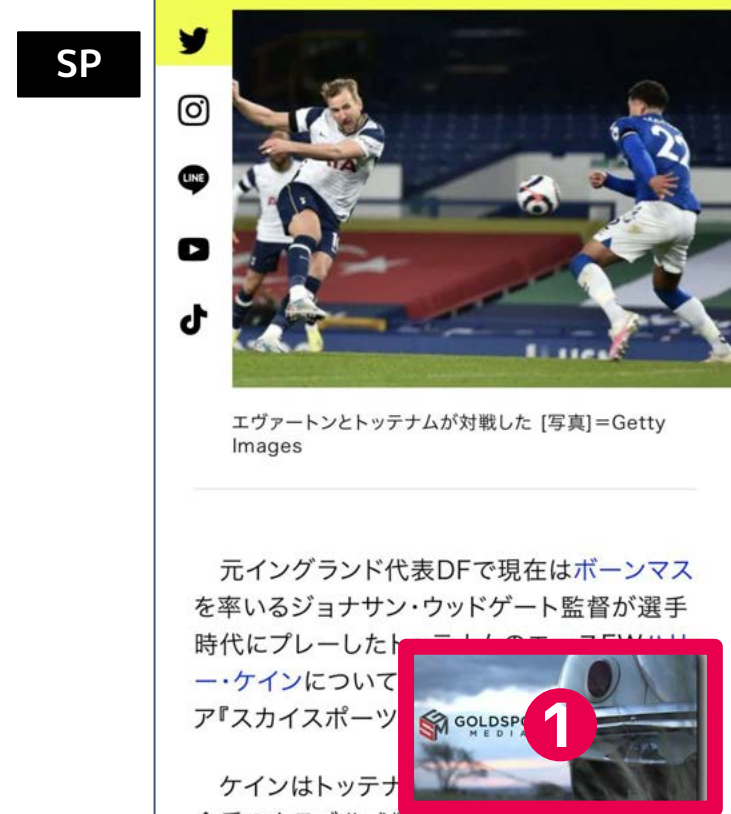 SP
LINE
22
エヴァートンとトッテナムが対戦した [写真]=Getty
Images
元イングランド代表DFで現在はボーンマス
を率いるジョナサン・ウッドゲート監督が選手
時代にプレーしたト
ー・ケインについて
ア『スカイスポーツ
GOLDSP
MEDI
1
ケインはトッテナ